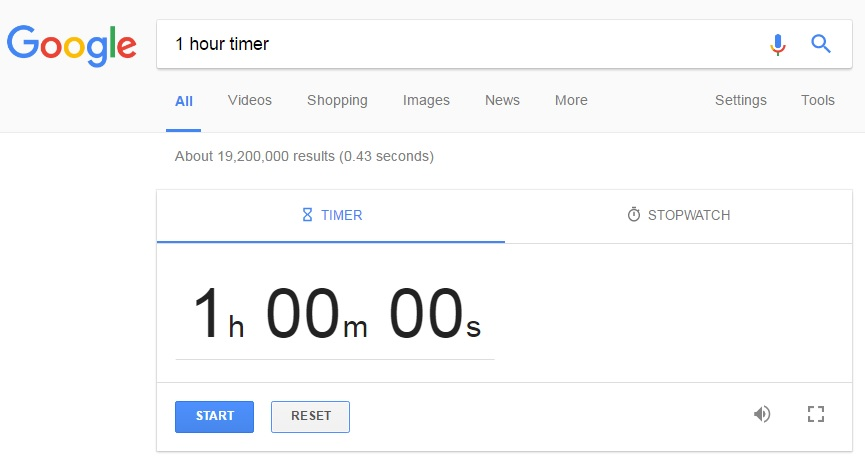 Google 1 hour timer
All Videos Shopping Images News More Settings Tools
About 19,200,000 results (0.43 seconds)
TIMER STOPWATCH
1h 00m 00s
START RESET